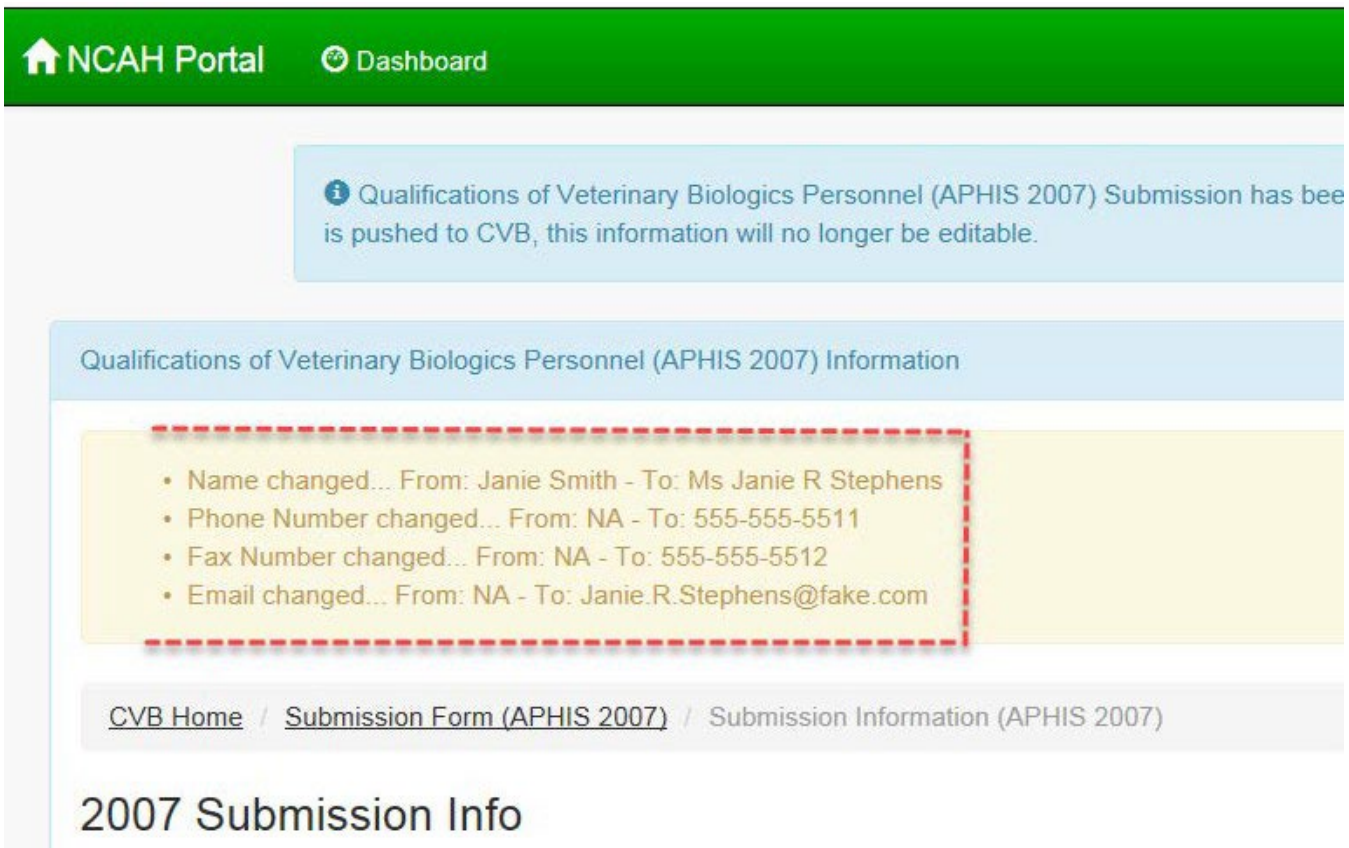 NCAH Portal Dashboard
Qualifications of Veterinary Biologics Personnel (APHIS 2007) Submission has
is pushed to CVB, this information will no longer be editable.
Qualifications of Veterinary Biologics Personnel (APHIS 2007) Information
• Name changed... From: Janie Smith - To: Ms Janie R Stephens
• Phone Number changed... From: NA - To: 555-555-5511
• Fax Number changed... From: NA - To: 555-555-5512
• Email changed... From: NA - To: Janie.R.Stephens@fake.com
CVB Home / Submission Form (APHIS 2007) / Submission Information (APHIS 2007)
2007 Submission Info